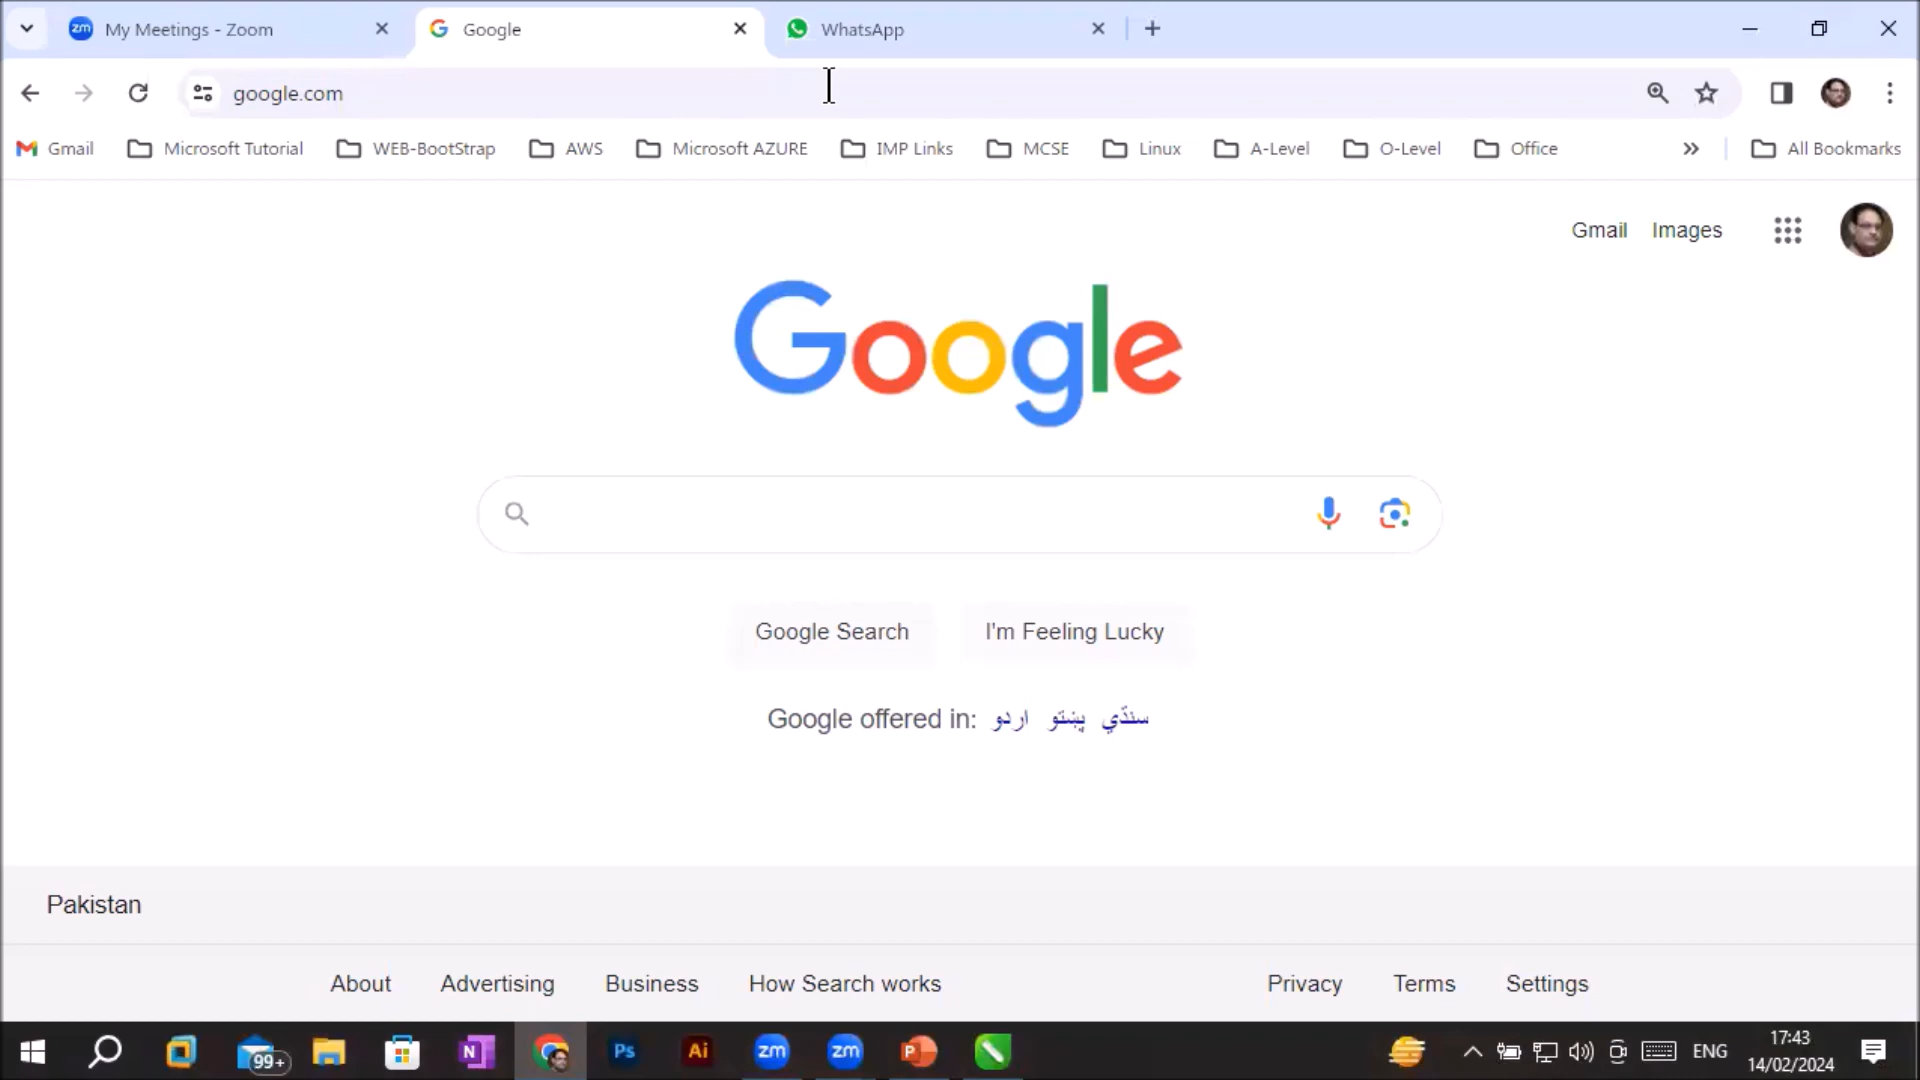 My Meetings - Zoom
Google
WhatsApp
google.com
Gmail
Microsoft Tutorial
WEB-BootStrap
AWS
Microsoft AZURE
IMP Links
MCSE
Linux
A-Level
O-Level
Office
All Bookmarks
Gmail
Images
Google
Google Search
I'm Feeling Lucky
Google offered in: اردو پښتو سنڌي
Pakistan
About
Advertising
Business
How Search works
Privacy
Terms
Settings
99+
N
Ps
Ai
zm
zm
P
ENG
17:43
14/02/2024